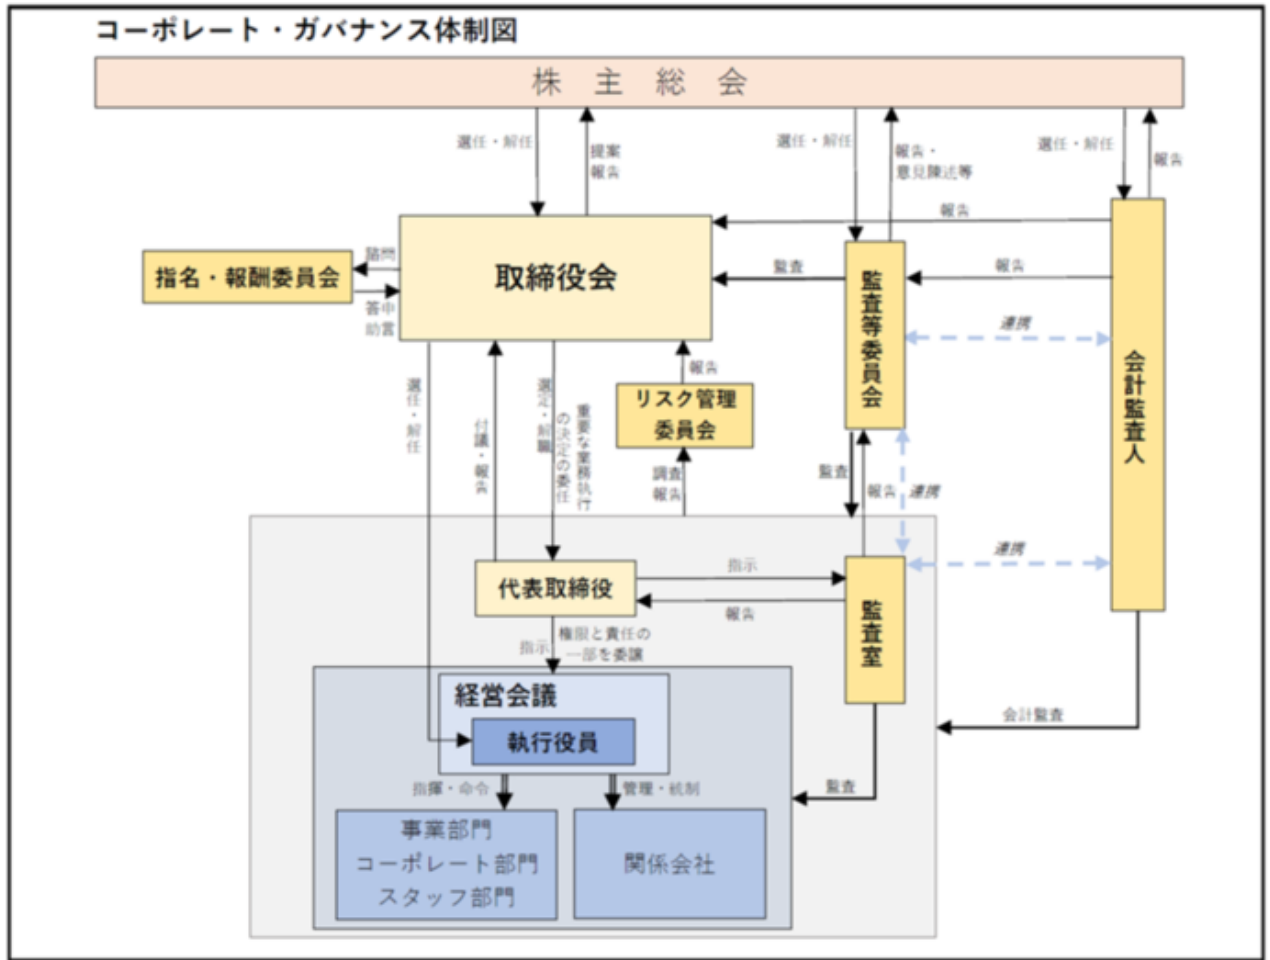 コーポレート・ガバナンス体制図
株主総会
選任・解任
提案
報告
選任・解任
報告・
意見陳述等
選任・解任
報告
指名・報酬委員会
諮問
答申
助言
取締役会
報告
監査
監査等委員会
報告
連携
会計監査人
選任・解任
付議・報告
選定・解職
重要な業務執行
の決定の委任
報告
リスク管理
委員会
調査
報告
監査
報告
連携
連携
代表取締役
指示
報告
監査室
指示
権限と責任の
一部を委譲
経営会議
執行役員
会計監査
指揮・命令
管理・統制
監査
事業部門
コーポレート部門
スタッフ部門
関係会社